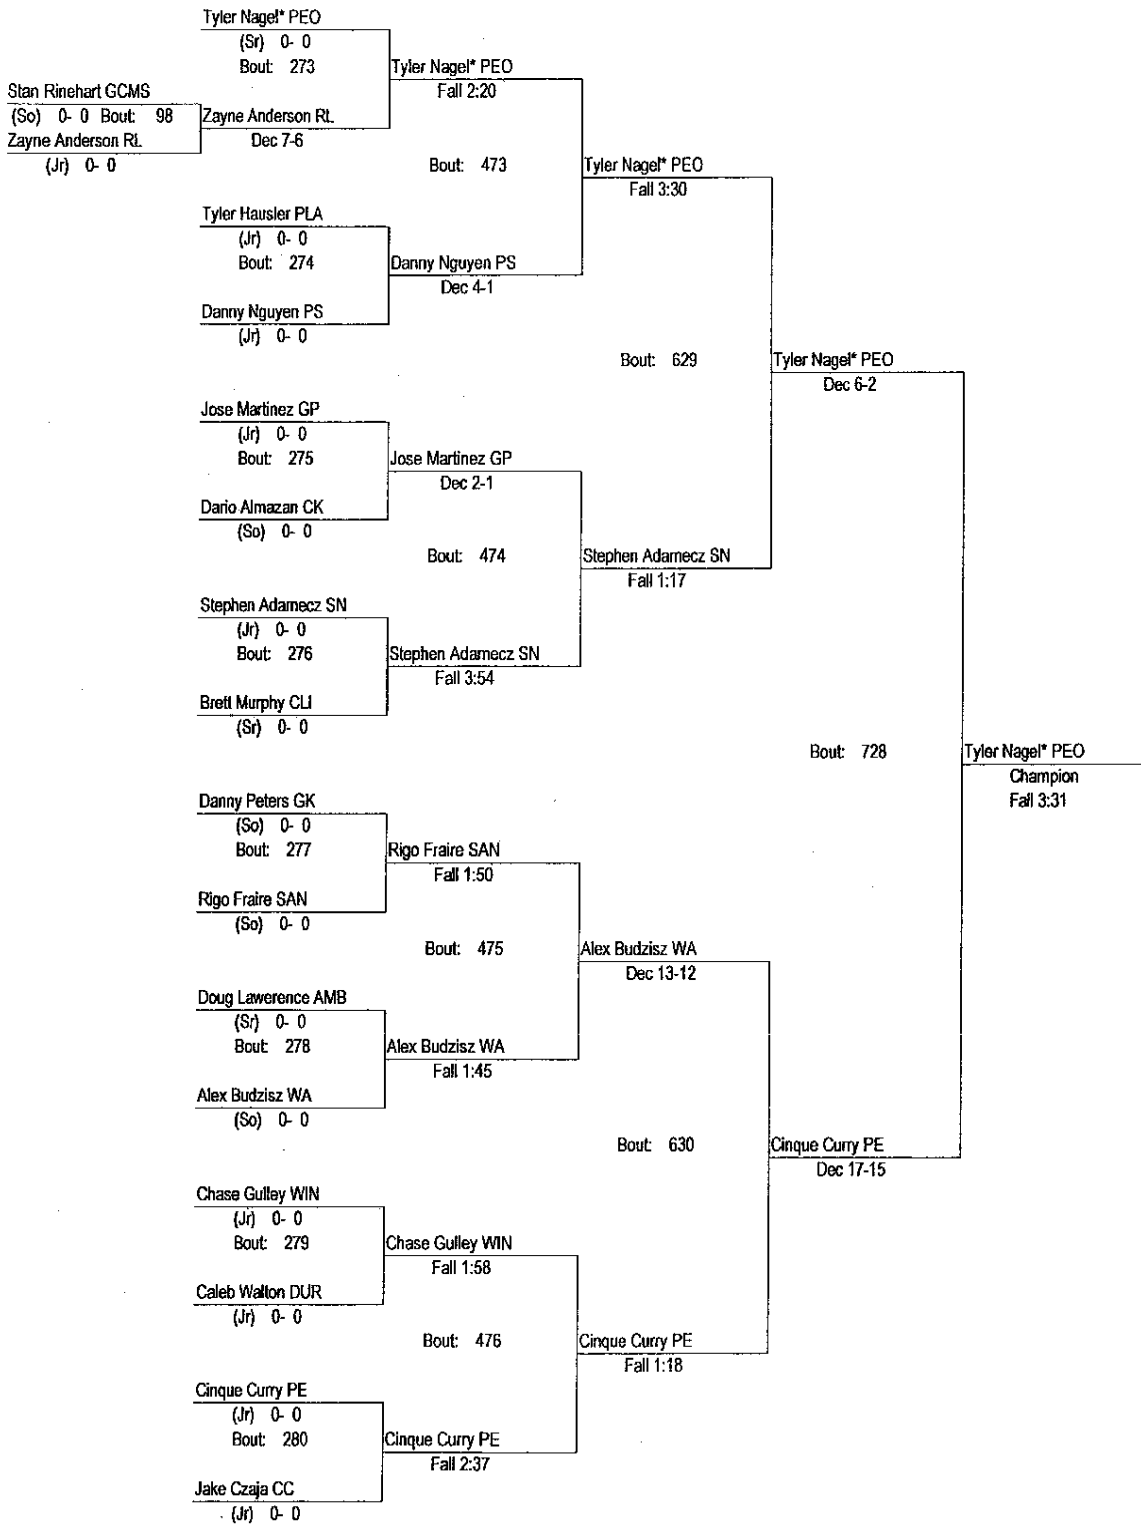 Tyler Nagel* PEO
(Sr) 0- 0
Bout: 273
Tyler Nagel* PEO
Fall 2:20
Stan Rinehart GCMS
(So) 0- 0 Bout: 98
Zayne Anderson RL
(Jr) 0- 0
Zayne Anderson RL
Dec 7-6
Bout: 473
Tyler Nagel* PEO
Fall 3:30
Tyler Hausler PLA
(Jr) 0- 0
Bout: 274
Danny Nguyen PS
Dec 4-1
Danny Nguyen PS
(Jr) 0- 0
Bout: 629
Tyler Nagel* PEO
Dec 6-2
Jose Martinez GP
(Jr) 0- 0
Bout: 275
Jose Martinez GP
Dec 2-1
Dario Almazan CK
(So) 0- 0
Bout: 474
Stephen Adamecz SN
Fall 1:17
Stephen Adamecz SN
(Jr) 0- 0
Bout: 276
Stephen Adamecz SN
Fall 3:54
Brett Murphy CLI
(Sr) 0- 0
Bout: 728
Tyler Nagel* PEO
Champion
Fall 3:31
Danny Peters GK
(So) 0- 0
Bout: 277
Rigo Fraire SAN
Fall 1:50
Rigo Fraire SAN
(So) 0- 0
Bout: 475
Alex Budzisz WA
Dec 13-12
Doug Lawerence AMB
(Sr) 0- 0
Bout: 278
Alex Budzisz WA
Fall 1:45
Alex Budzisz WA
(So) 0- 0
Bout: 630
Cinque Curry PE
Dec 17-15
Chase Gulley WIN
(Jr) 0- 0
Bout: 279
Chase Gulley WIN
Fall 1:58
Caleb Walton DUR
(Jr) 0- 0
Bout: 476
Cinque Curry PE
Fall 1:18
Cinque Curry PE
(Jr) 0- 0
Bout: 280
Cinque Curry PE
Fall 2:37
Jake Czaja CC
(Jr) 0- 0